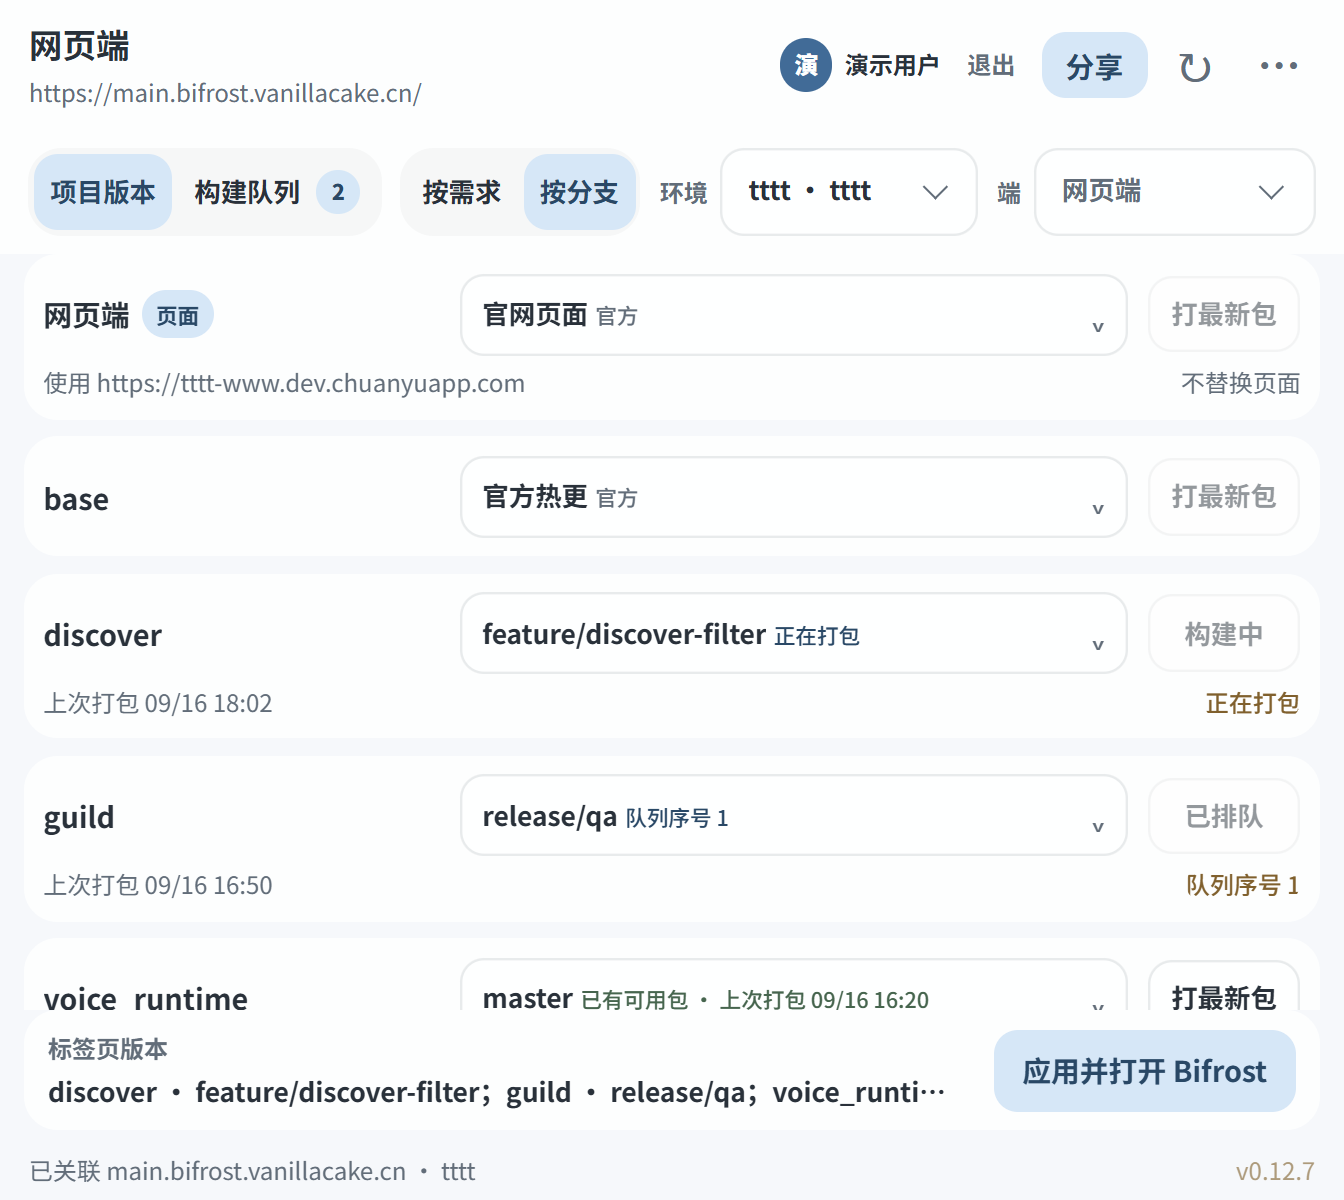 网页端
https://main.bifrost.vanillacake.cn/
演 演示用户 退出 分享
项目版本 构建队列 2 按需求 按分支 环境 tttt · tttt 端 网页端
网页端 页面 官网页面 官方 打最新包
使用 https://tttt-www.dev.chuanyuapp.com 不替换页面
base 官方热更 官方 打最新包
discover feature/discover-filter 正在打包 构建中
上次打包 09/16 18:02 正在打包
guild release/qa 队列序号 1 已排队
上次打包 09/16 16:50 队列序号 1
voice_runtime master 已有可用包 · 上次打包 09/16 16:20 打最新包
标签页版本
discover · feature/discover-filter；guild · release/qa；voice_runti…
应用并打开 Bifrost
已关联 main.bifrost.vanillacake.cn · tttt v0.12.7